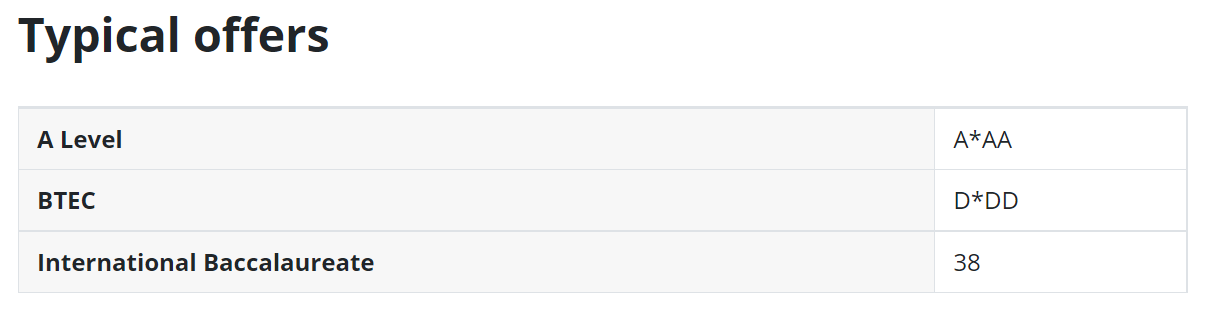 Typical offers
A Level A*AA
BTEC D*DD
International Baccalaureate 38